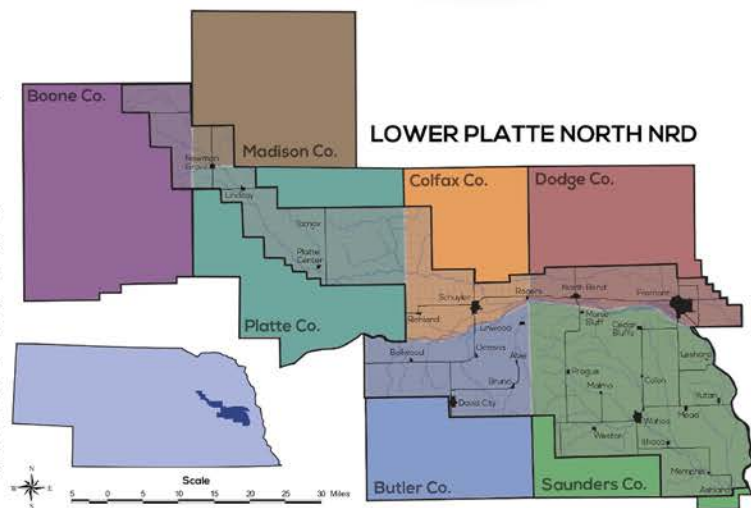 Boone Co.
Madison Co.
LOWER PLATTE NORTH NRD
Newman
Grove
Colfax Co.
Dodge Co.
Lindsay
Tarnov
Platte
Center
Platte Co.
Schuyler
Rogers
North Bend
Fremont
Richland
Morse
Bluff
Linwood
Cedar
Bluffs
Bellwood
Octavia
Abie
Leshara
Prague
Colon
Bruno
Malmo
Yutan
David City
Wahoo
Mead
Weston
Ithaca
Memphis
Ashland
Butler Co.
Saunders Co.
N
W
E
S
Scale
5 0 5 10 15 20 25 30 Miles